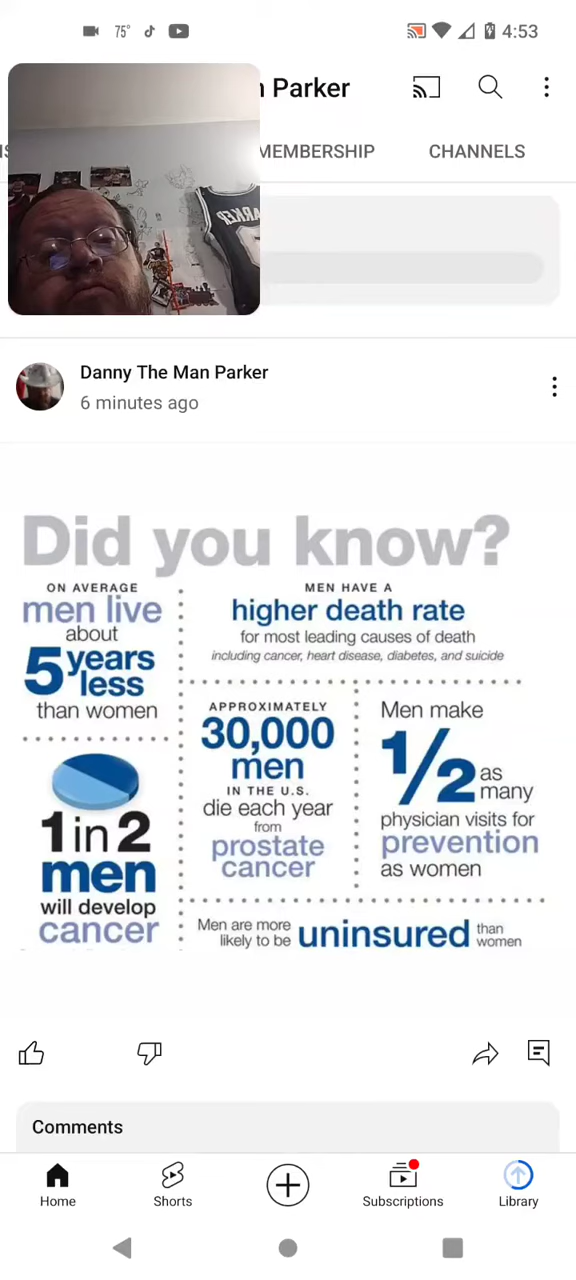 75° 4:53
n Parker
MEMBERSHIP CHANNELS
PARKER
Danny The Man Parker
6 minutes ago
Did you know?
ON AVERAGE
men live
about
5 years
less
than women
MEN HAVE A
higher death rate
for most leading causes of death
including cancer, heart disease, diabetes, and suicide
1 in 2
men
will develop
cancer
APPROXIMATELY
30,000
men
IN THE U.S.
die each year
from
prostate
cancer
Men make
1/2 as
many
physician visits for
prevention
as women
Men are more
likely to be uninsured than
women
Comments
Home Shorts Subscriptions Library